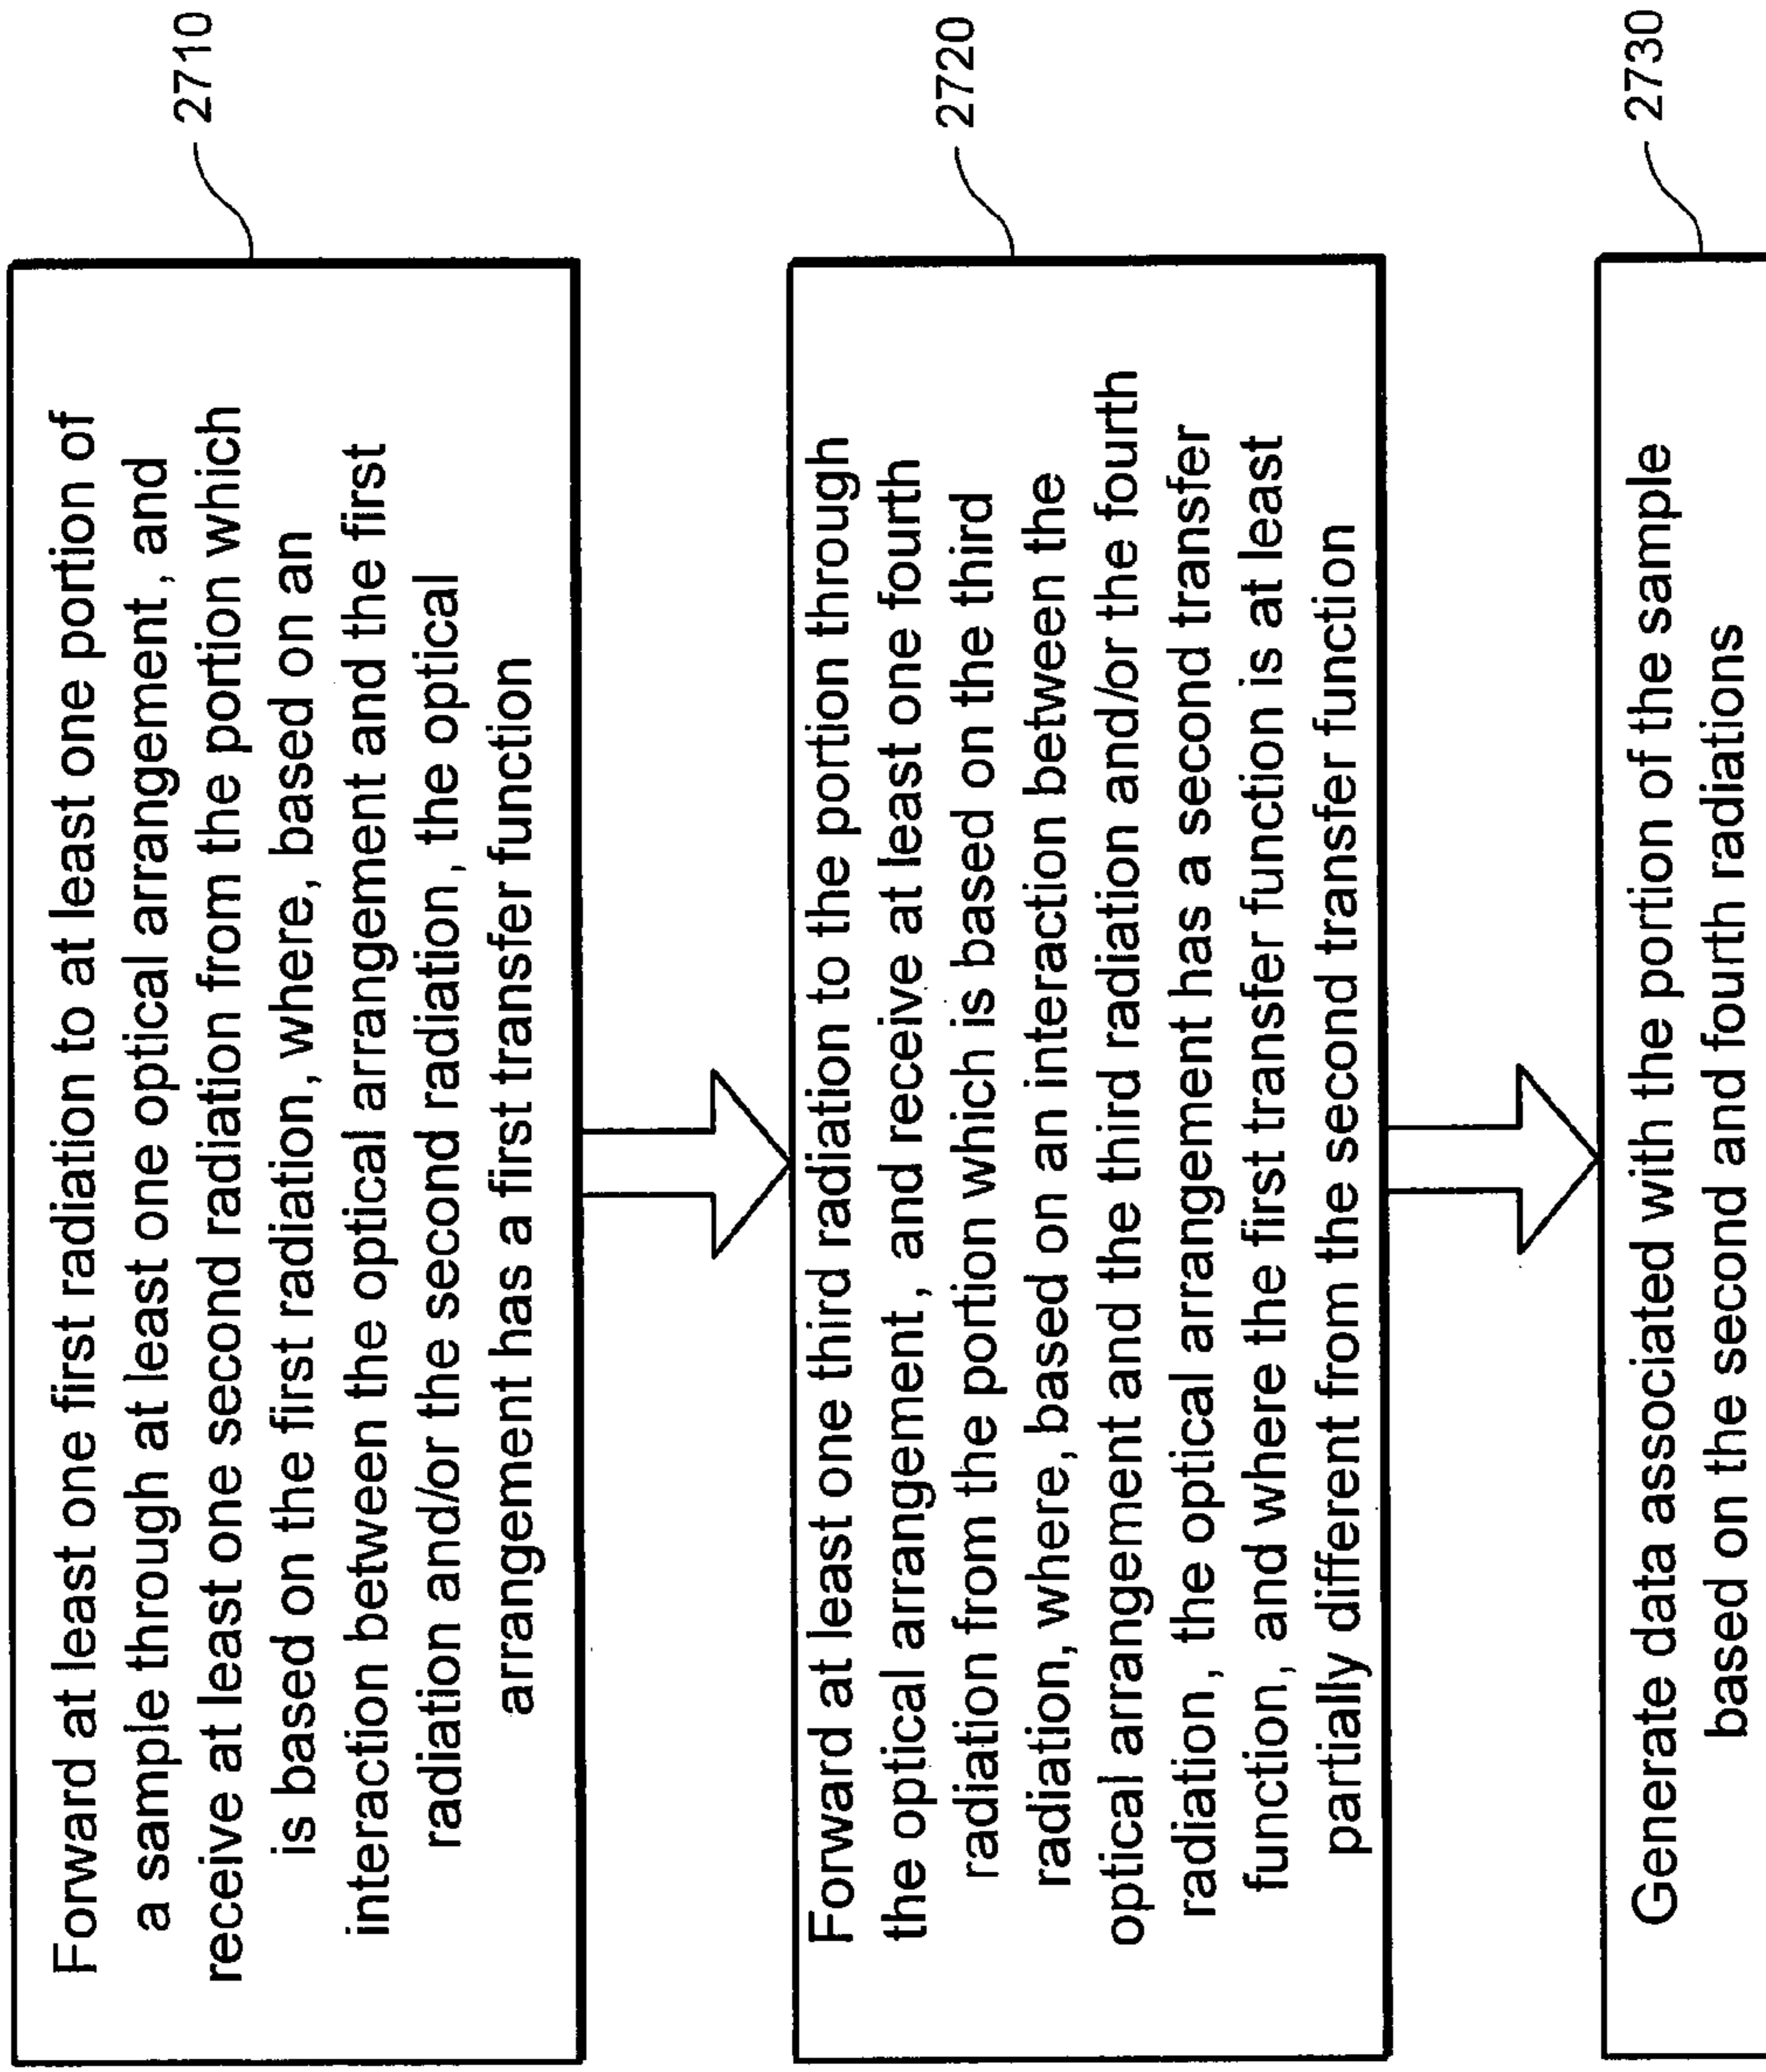 Forward at least one first radiation to at least one portion of
a sample through at least one optical arrangement, and
receive at least one second radiation from the portion which
is based on the first radiation, where, based on an
interaction between the optical arrangement and the first
radiation and/or the second radiation, the optical
arrangement has a first transfer function
2710
Forward at least one third radiation to the portion through
the optical arrangement, and receive at least one fourth
radiation from the portion which is based on the third
radiation, where, based on an interaction between the
optical arrangement and the third radiation and/or the fourth
radiation, the optical arrangement has a second transfer
function, and where the first transfer function is at least
partially different from the second transfer function
2720
Generate data associated with the portion of the sample
based on the second and fourth radiations
2730